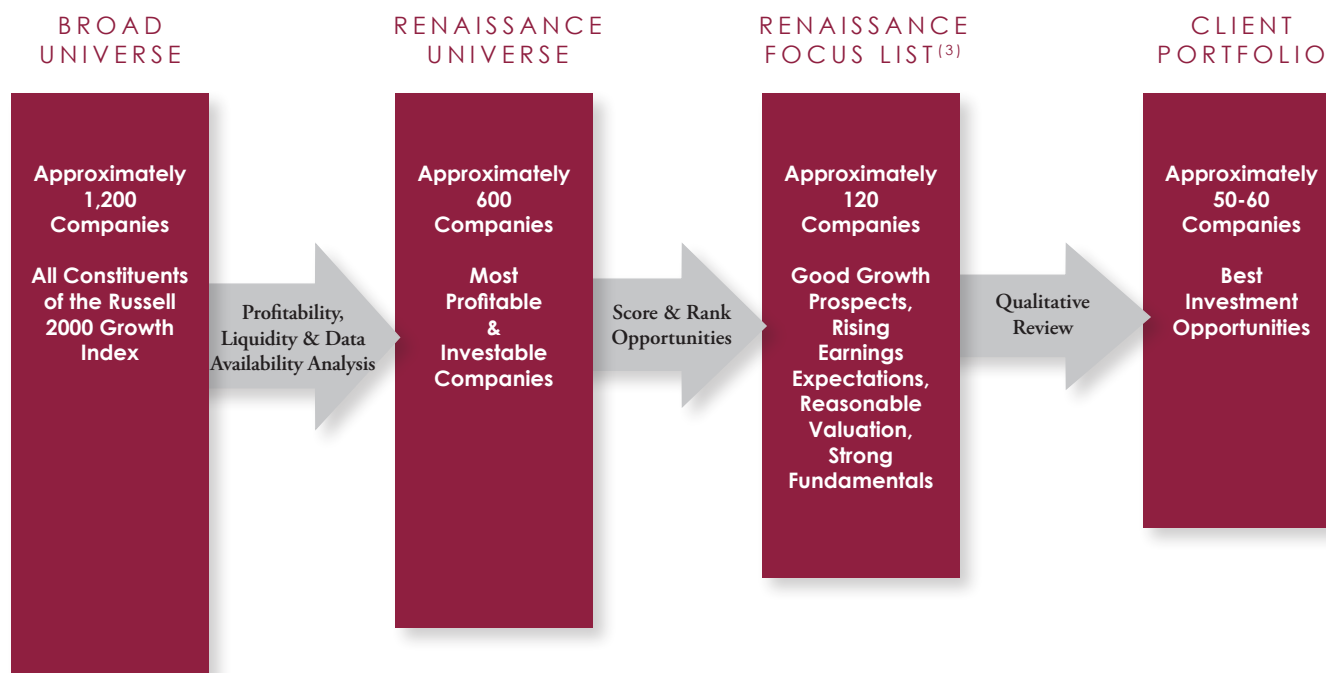 BROAD
UNIVERSE
Approximately
1,200
Companies
All Constituents
of the Russell
2000 Growth
Index
Profitability,
Liquidity & Data
Availability Analysis
RENAISSANCE
UNIVERSE
Approximately
600
Companies
Most
Profitable
&
Investable
Companies
Score & Rank
Opportunities
RENAISSANCE
FOCUS LIST(3)
Approximately
120
Companies
Good Growth
Prospects,
Rising
Earnings
Expectations,
Reasonable
Valuation,
Strong
Fundamentals
Qualitative
Review
CLIENT
PORTFOLIO
Approximately
50-60
Companies
Best
Investment
Opportunities